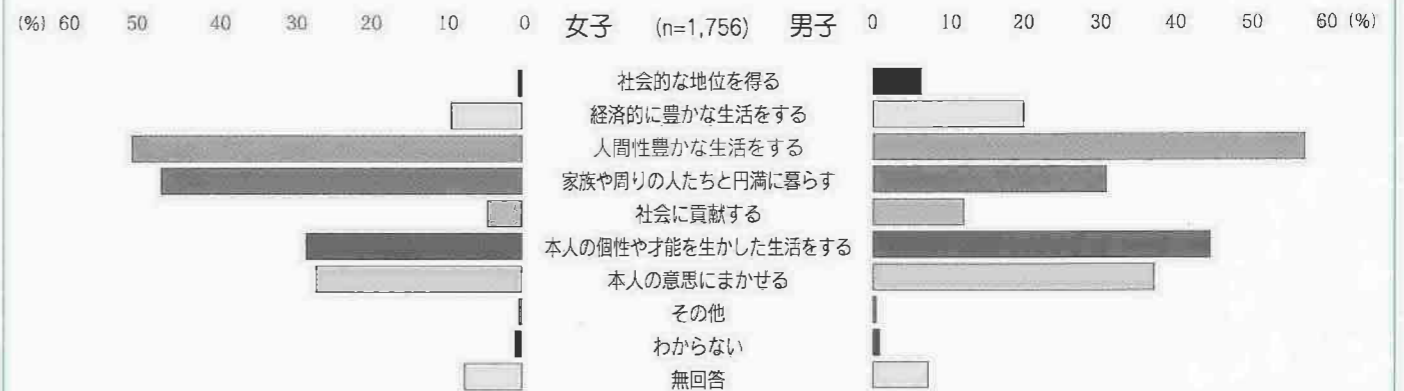 (%) 60 50 40 30 20 10 0 女子 (n=1,756) 男子 0 10 20 30 40 50 60 (%)
社会的な地位を得る
経済的に豊かな生活をする
人間性豊かな生活をする
家族や周りの人たちと円満に暮らす
社会に貢献する
本人の個性や才能を生かした生活をする
本人の意思にまかせる
その他
わからない
無回答